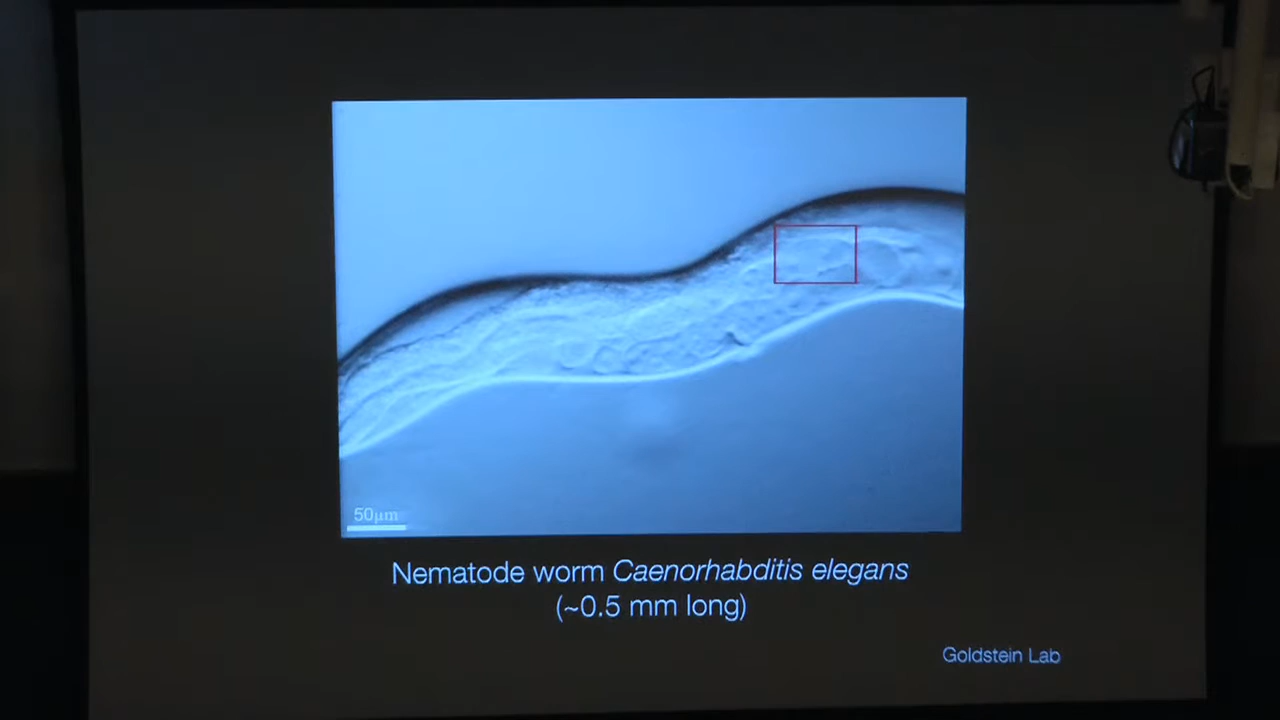 50µm
Nematode worm Caenorhabditis elegans
(~0.5 mm long)
Goldstein Lab